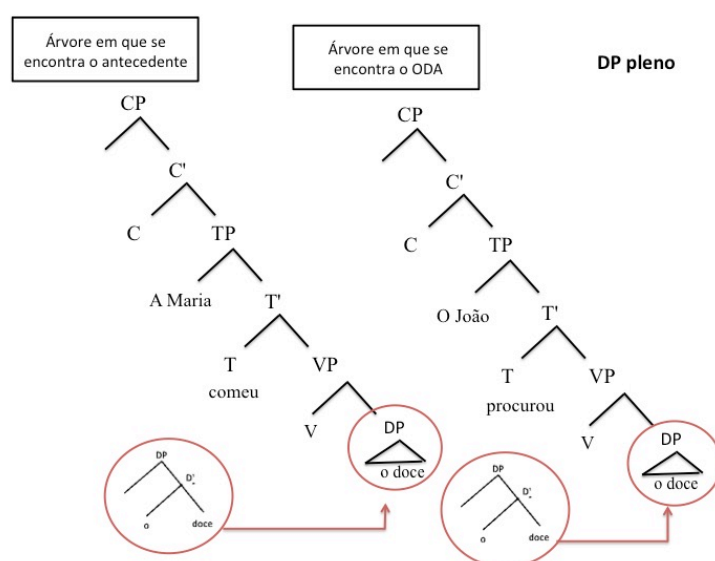 Árvore em que se
encontra o antecedente
Árvore em que se
encontra o ODA
DP pleno
CP
C'
C
TP
A Maria
T'
T
VP
comeu
V
DP
o doce
DP
D'
o
doce
CP
C'
C
TP
O João
T'
T
VP
procurou
V
DP
o doce
DP
D'
o
doce